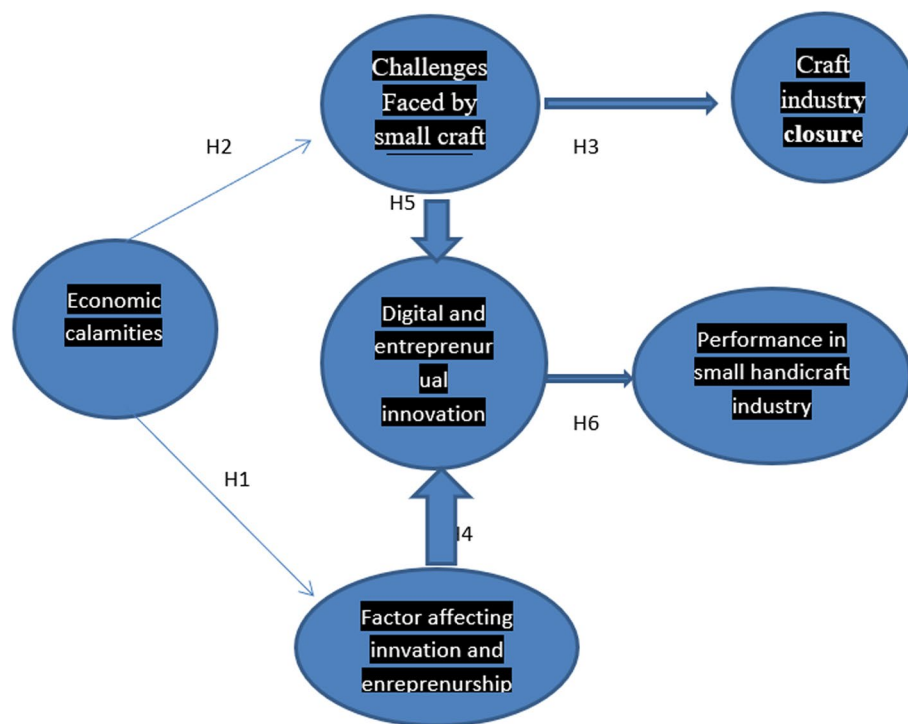 Challenges
Faced by
small craft
Craft
industry
closure
H2
H3
H5
Economic
calamities
Digital and
entreprenur
ual
innovation
Performance in
small handicraft
industry
H6
H1
H4
Factor affecting
innvation and
enreprenurship